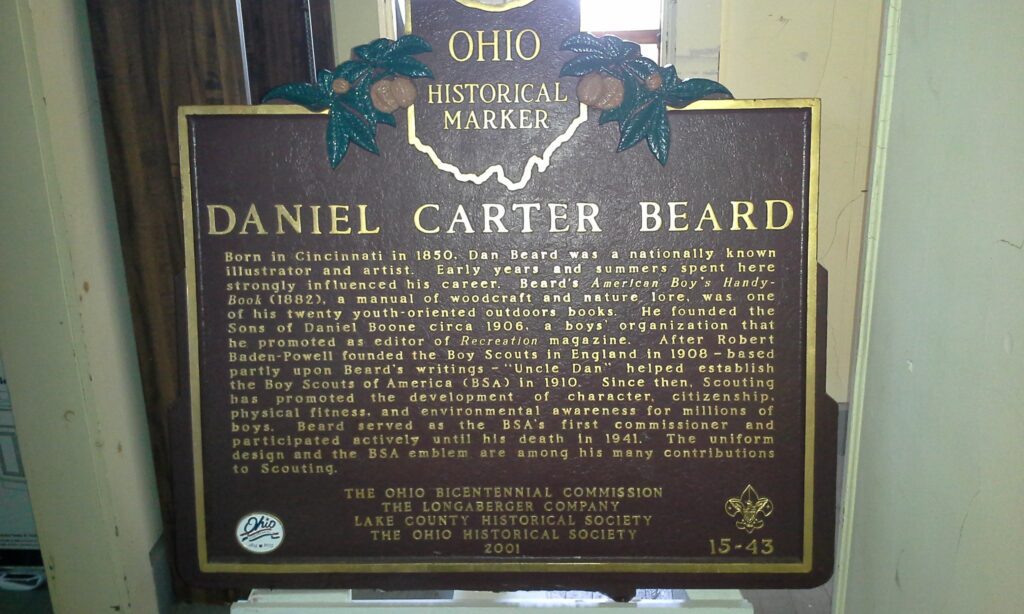 OHIO
HISTORICAL
MARKER
DANIEL CARTER BEARD
Born in Cincinnati in 1850, Dan Beard was a nationally known
illustrator and artist. Early years and summers spent here
strongly influenced his career. Beard's American Boy's Handy-
Book (1882), a manual of woodcraft and nature lore, was one
of his twenty youth-oriented outdoors books. He founded the
Sons of Daniel Boone circa 1906, a boys' organization that
he promoted as editor of Recreation magazine. After Robert
Baden-Powell founded the Boy Scouts in England in 1908 – based
partly upon Beard's writings – "Uncle Dan" helped establish
the Boy Scouts of America (BSA) in 1910. Since then, Scouting
has promoted the development of character, citizenship,
physical fitness, and environmental awareness for millions of
boys. Beard served as the BSA's first commissioner and
participated actively until his death in 1941. The uniform
design and the BSA emblem are among his many contributions
to Scouting.
THE OHIO BICENTENNIAL COMMISSION
THE LONGABERGER COMPANY
LAKE COUNTY HISTORICAL SOCIETY
THE OHIO HISTORICAL SOCIETY
2001
15-43
Ohio